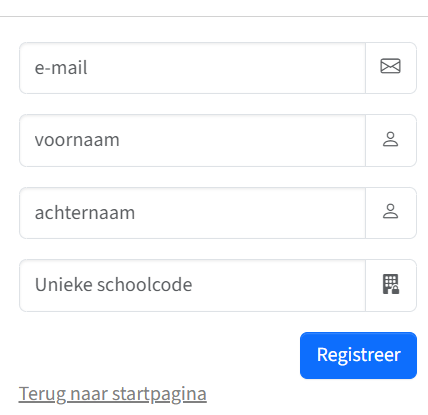 e-mail
voornaam
achternaam
Unieke schoolcode
Registreer
Terug naar startpagina